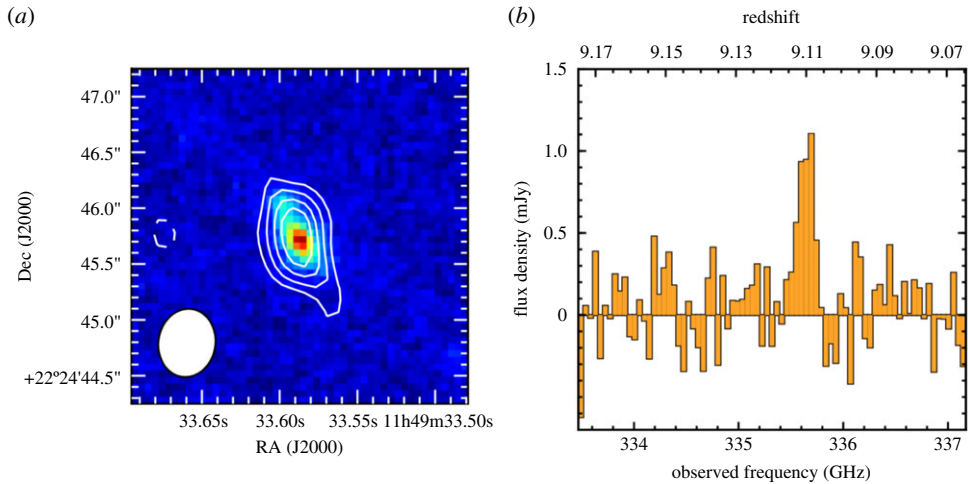 (a)
Dec (J2000)
47.0"
46.5"
46.0"
45.5"
45.0"
+22°24'44.5"
33.65s 33.60s 33.55s 11h49m33.50s
RA (J2000)
(b)
redshift
9.17 9.15 9.13 9.11 9.09 9.07
flux density (mJy)
1.5
1.0
0.5
0
334 335 336 337
observed frequency (GHz)